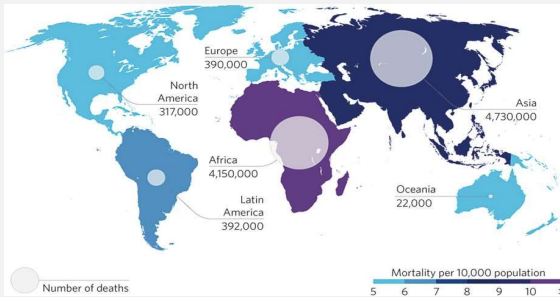 Europe
390,000
North
America
317,000
Asia
4,730,000
Africa
4,150,000
Oceania
22,000
Latin
America
392,000
Number of deaths
Mortality per 10,000 population
5 6 7 8 9 10